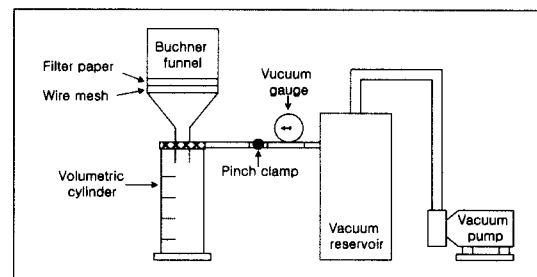 Buchner
funnel
Filter paper
Wire mesh
Vucuum
gauge
Volumetric
cylinder
Pinch clamp
Vacuum
reservoir
Vacuum
pump